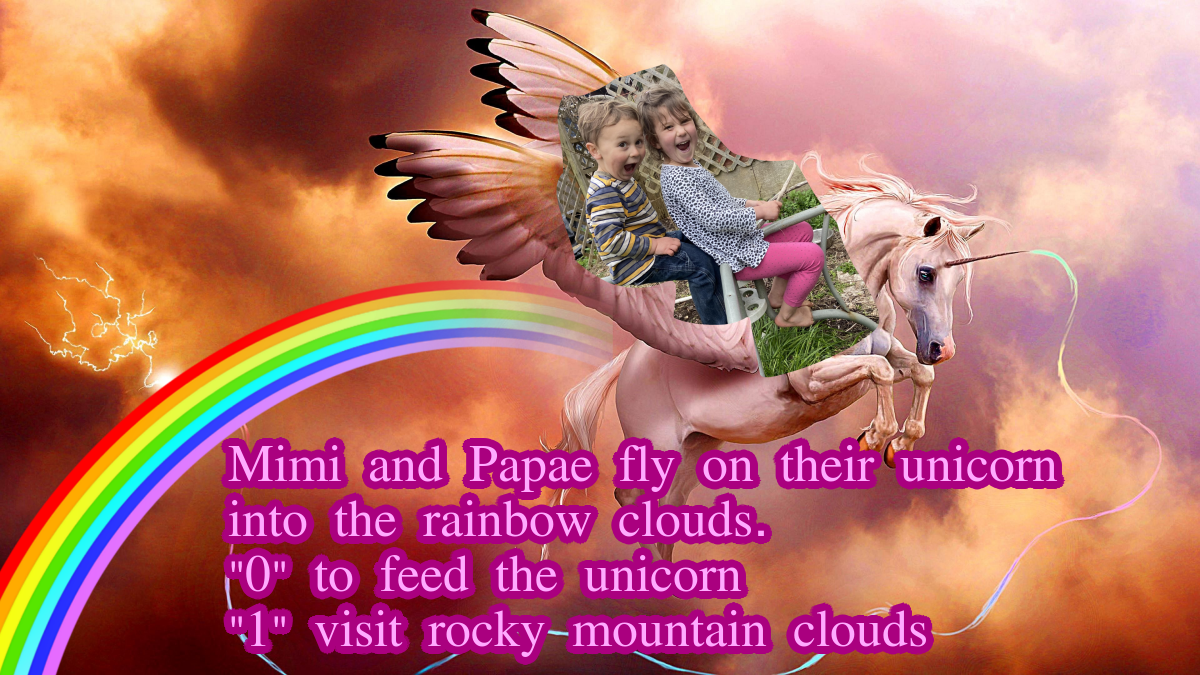 Mimi and Papae fly on their unicorn
into the rainbow clouds.
"0" to feed the unicorn
"1" visit rocky mountain clouds